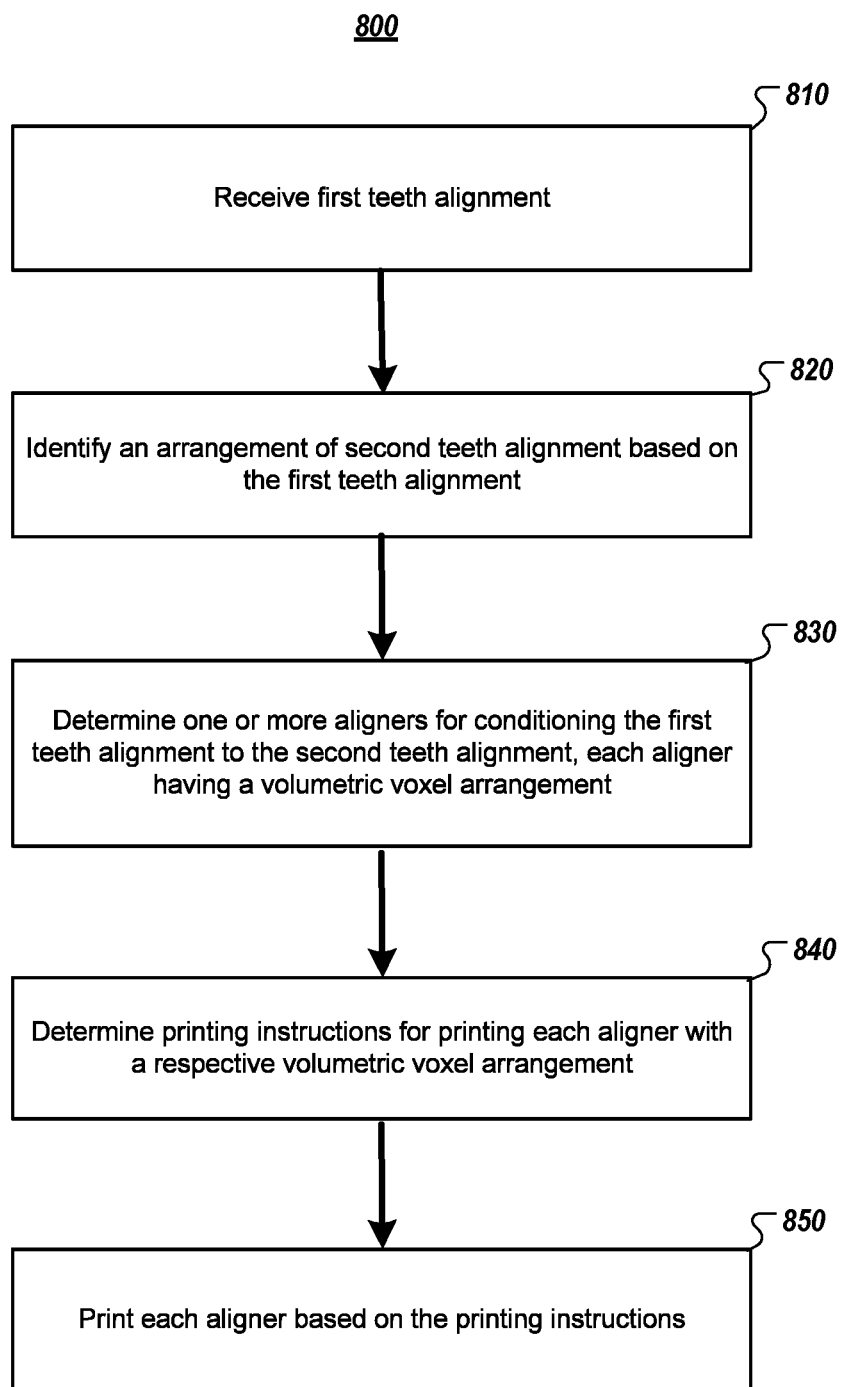 800
810
Receive first teeth alignment
820
Identify an arrangement of second teeth alignment based on
the first teeth alignment
830
Determine one or more aligners for conditioning the first
teeth alignment to the second teeth alignment, each aligner
having a volumetric voxel arrangement
840
Determine printing instructions for printing each aligner with
a respective volumetric voxel arrangement
850
Print each aligner based on the printing instructions